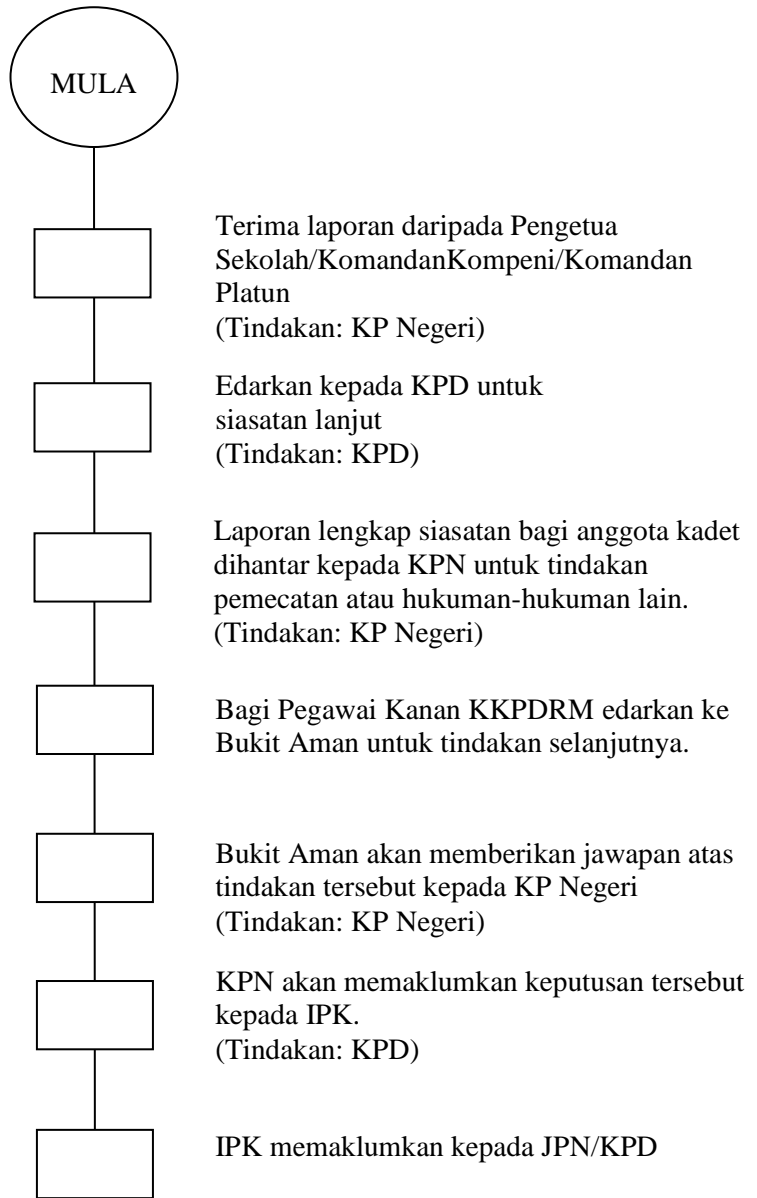 MULA
Terima laporan daripada Pengetua
Sekolah/KomandanKompeni/Komandan
Platun
(Tindakan: KP Negeri)
Edarkan kepada KPD untuk
siasatan lanjut
(Tindakan: KPD)
Laporan lengkap siasatan bagi anggota kadet
dihantar kepada KPN untuk tindakan
pemecatan atau hukuman-hukuman lain.
(Tindakan: KP Negeri)
Bagi Pegawai Kanan KKPDRM edarkan ke
Bukit Aman untuk tindakan selanjutnya.
Bukit Aman akan memberikan jawapan atas
tindakan tersebut kepada KP Negeri
(Tindakan: KP Negeri)
KPN akan memaklumkan keputusan tersebut
kepada IPK.
(Tindakan: KPD)
IPK memaklumkan kepada JPN/KPD